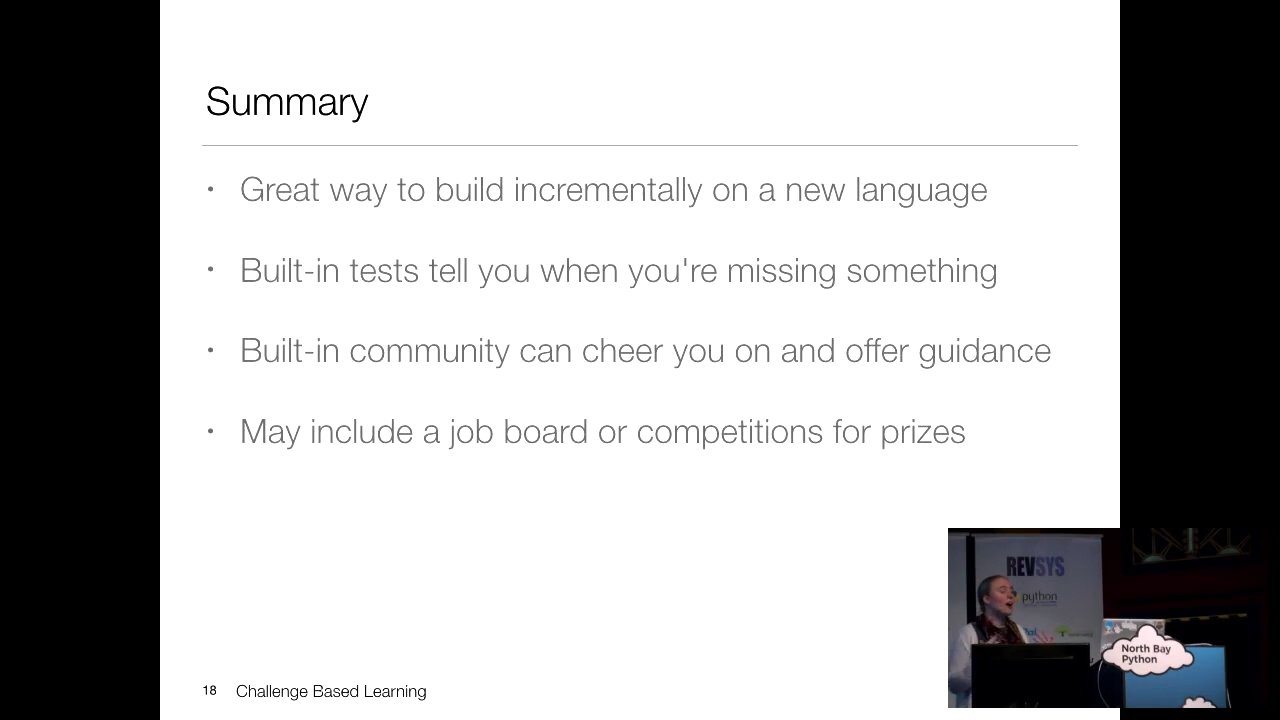 Summary
• Great way to build incrementally on a new language
• Built-in tests tell you when you're missing something
• Built-in community can cheer you on and offer guidance
• May include a job board or competitions for prizes
18 Challenge Based Learning
REVSYS
python
North Bay
Python